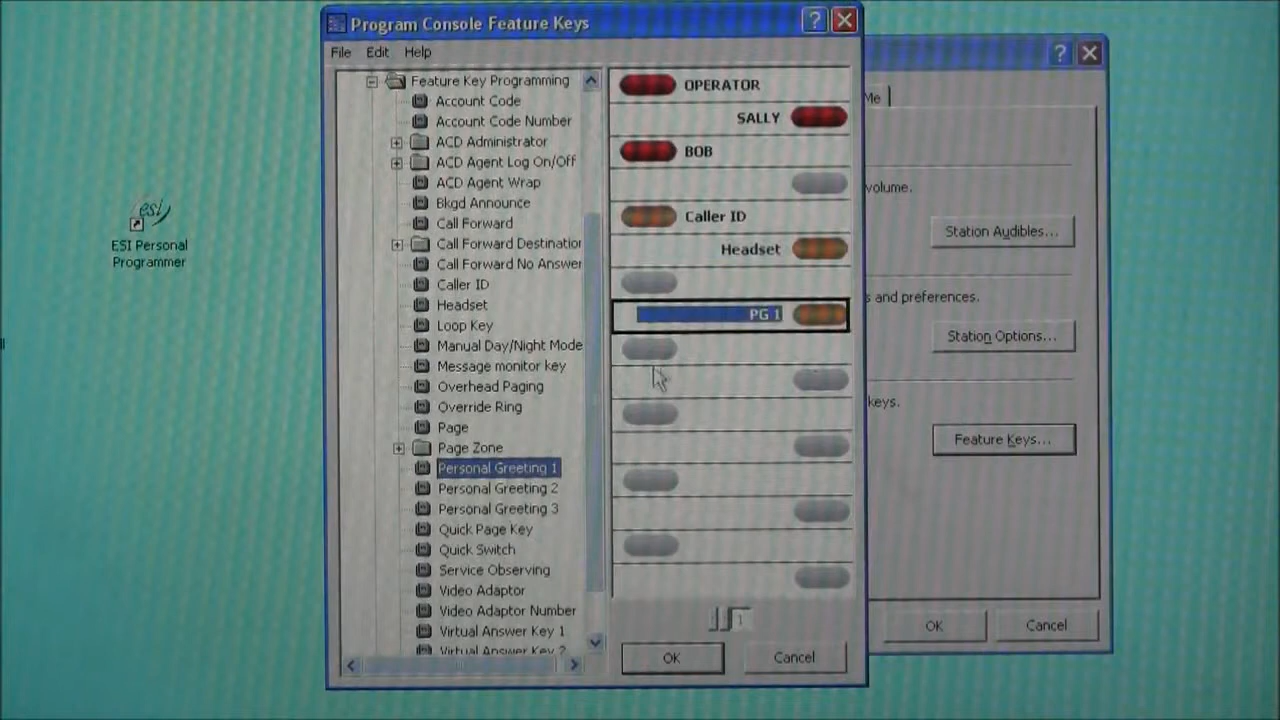 Program Console Feature Keys
File Edit Help
Feature Key Programming
Account Code
Account Code Number
ACD Administrator
ACD Agent Log On/Off
ACD Agent Wrap
Bkgd Announce
Call Forward
Call Forward Destination
Call Forward No Answer
Caller ID
Headset
Loop Key
Manual Day/Night Mode
Message monitor key
Overhead Paging
Override Ring
Page
Page Zone
Personal Greeting 1
Personal Greeting 2
Personal Greeting 3
Quick Page Key
Quick Switch
Service Observing
Video Adaptor
Video Adaptor Number
Virtual Answer Key 1
Virtual Answer Key 2
OPERATOR
SALLY
BOB
Caller ID
Headset
PG 1
1
OK Cancel
Me
volume.
Station Audibles...
s and preferences.
Station Options...
keys.
Feature Keys...
OK Cancel
esi
ESI Personal
Programmer